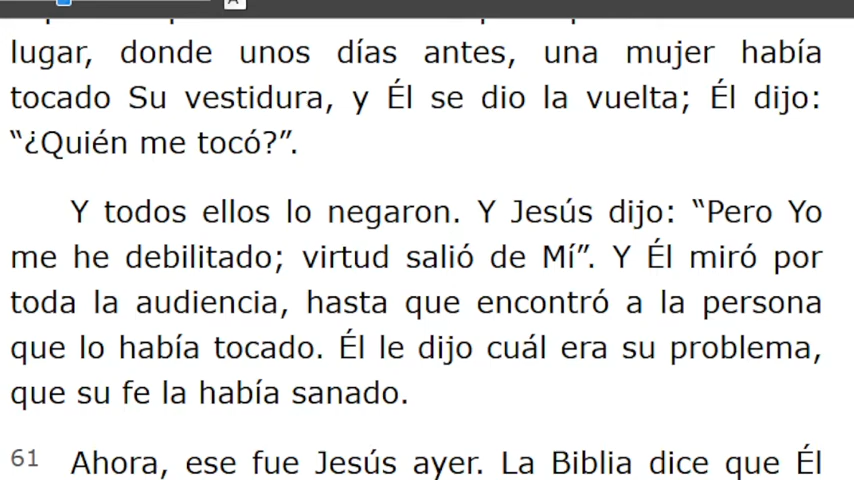 lugar, donde unos días antes, una mujer había
tocado Su vestidura, y Él se dio la vuelta; Él dijo:
“¿Quién me tocó?”.
Y todos ellos lo negaron. Y Jesús dijo: “Pero Yo
me he debilitado; virtud salió de Mí”. Y Él miró por
toda la audiencia, hasta que encontró a la persona
que lo había tocado. Él le dijo cuál era su problema,
que su fe la había sanado.
61 Ahora, ese fue Jesús ayer. La Biblia dice que Él